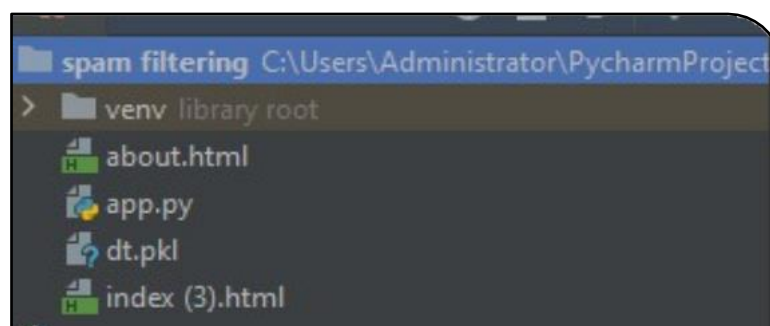 spam filtering C:\Users\Administrator\PycharmProject
venv library root
about.html
app.py
dt.pkl
index (3).html